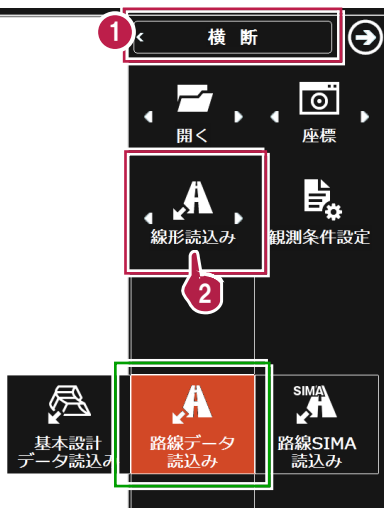 1
< 横 断
開く
座標
線形読込み
観測条件設定
2
基本設計
データ読込み
路線データ
読込み
SIMA
路線SIMA
読込み